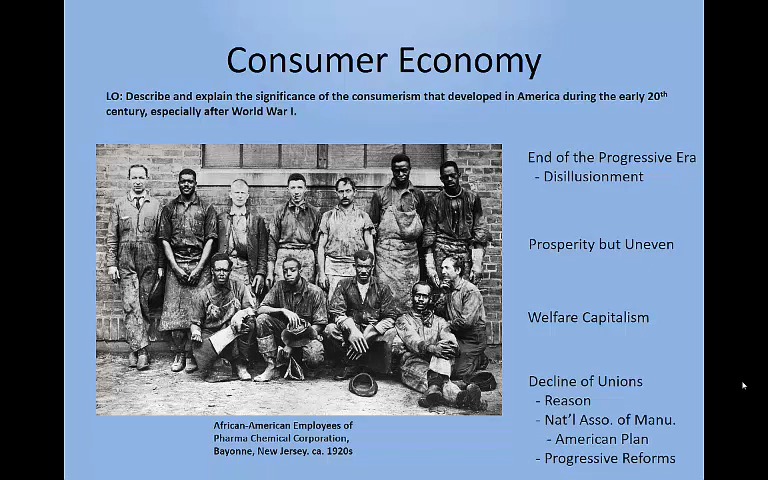 Consumer Economy
LO: Describe and explain the significance of the consumerism that developed in America during the early 20th
century, especially after World War I.
End of the Progressive Era
- Disillusionment
Prosperity but Uneven
Welfare Capitalism
Decline of Unions
- Reason
- Nat'l Asso. of Manu.
- American Plan
- Progressive Reforms
African-American Employees of
Pharma Chemical Corporation,
Bayonne, New Jersey. ca. 1920s